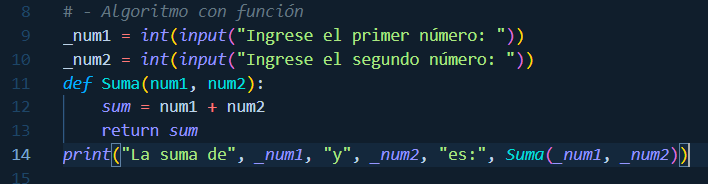 8 # - Algoritmo con función
9 _num1 = int(input("Ingrese el primer número: "))
10 _num2 = int(input("Ingrese el segundo número: "))
11 def Suma(num1, num2):
12     sum = num1 + num2
13     return sum
14 print("La suma de", _num1, "y", _num2, "es:", Suma(_num1, _num2))
15